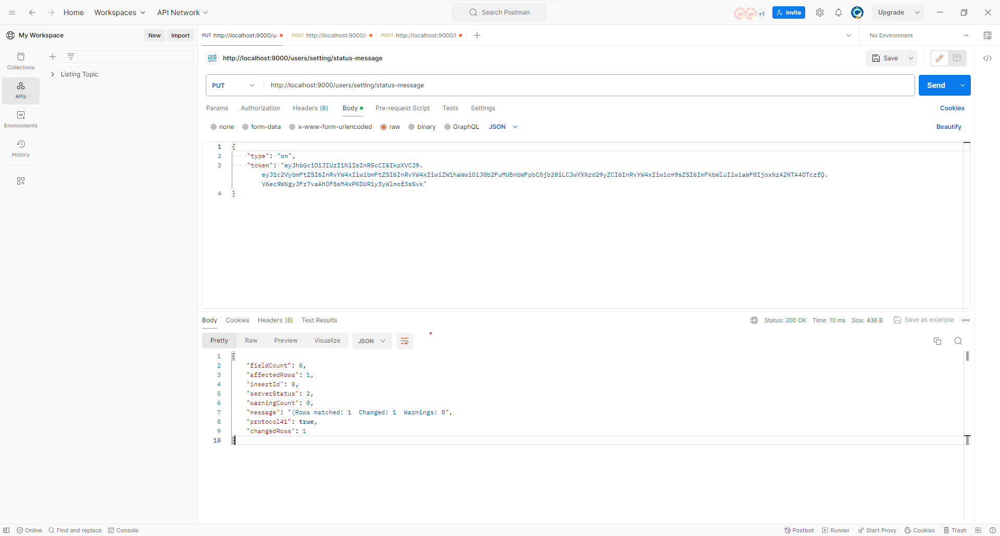 Home Workspaces API Network Search Postman +1 Invite Upgrade
My Workspace New Import PUT http://localhost:9000/u POST http://localhost:9000/ POST http://localhost:9000/l No Environment
HTTP http://localhost:9000/users/setting/status-message Save
Collections
Listing Topic
PUT http://localhost:9000/users/setting/status-message Send
APIs
Params Authorization Headers (8) Body Pre-request Script Tests Settings Cookies
Environments
none form-data x-www-form-urlencoded raw binary GraphQL JSON Beautify
History
1 {
2 "type": "on",
3 "token": "eyJhbGciOiJIUzI1NiIsInR5cCI6IkpXVCJ9.
eyJ1c2VybmFtZSI6InRvYW4xIiwibmFtZSI6InRvYW4xIiwiZW1haWwiOiJ0b2FuMUBnbWFpbC5jb20iLCJwYXNzd29yZCI6InRvYW4xIiwicm9sZSI6ImFkbWluIiwiaWF0IjoxNzA2NTA4OTczfQ.
V6ec9WNgyJFr7vaAhDF5sM4xPKDUR1y3yWlmof3sSvk"
4 }
Body Cookies Headers (8) Test Results Status: 200 OK Time: 10 ms Size: 436 B Save as example
Pretty Raw Preview Visualize JSON
1 {
2 "fieldCount": 0,
3 "affectedRows": 1,
4 "insertId": 0,
5 "serverStatus": 2,
6 "warningCount": 0,
7 "message": "(Rows matched: 1  Changed: 1  Warnings: 0",
8 "protocol41": true,
9 "changedRows": 1
10 }
Online Find and replace Console Postbot Runner Start Proxy Cookies Trash